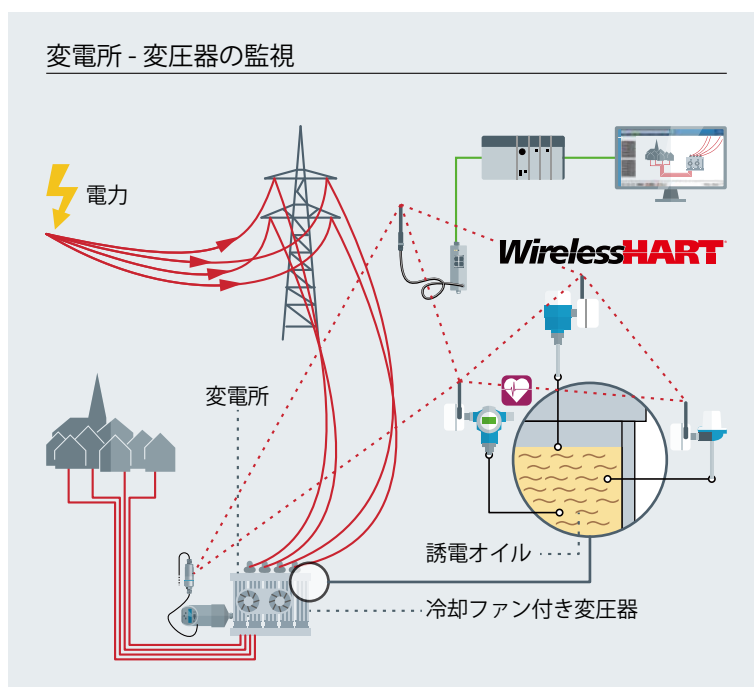 変電所 - 変圧器の監視
電力
WirelessHART
変電所
誘電オイル
冷却ファン付き変圧器